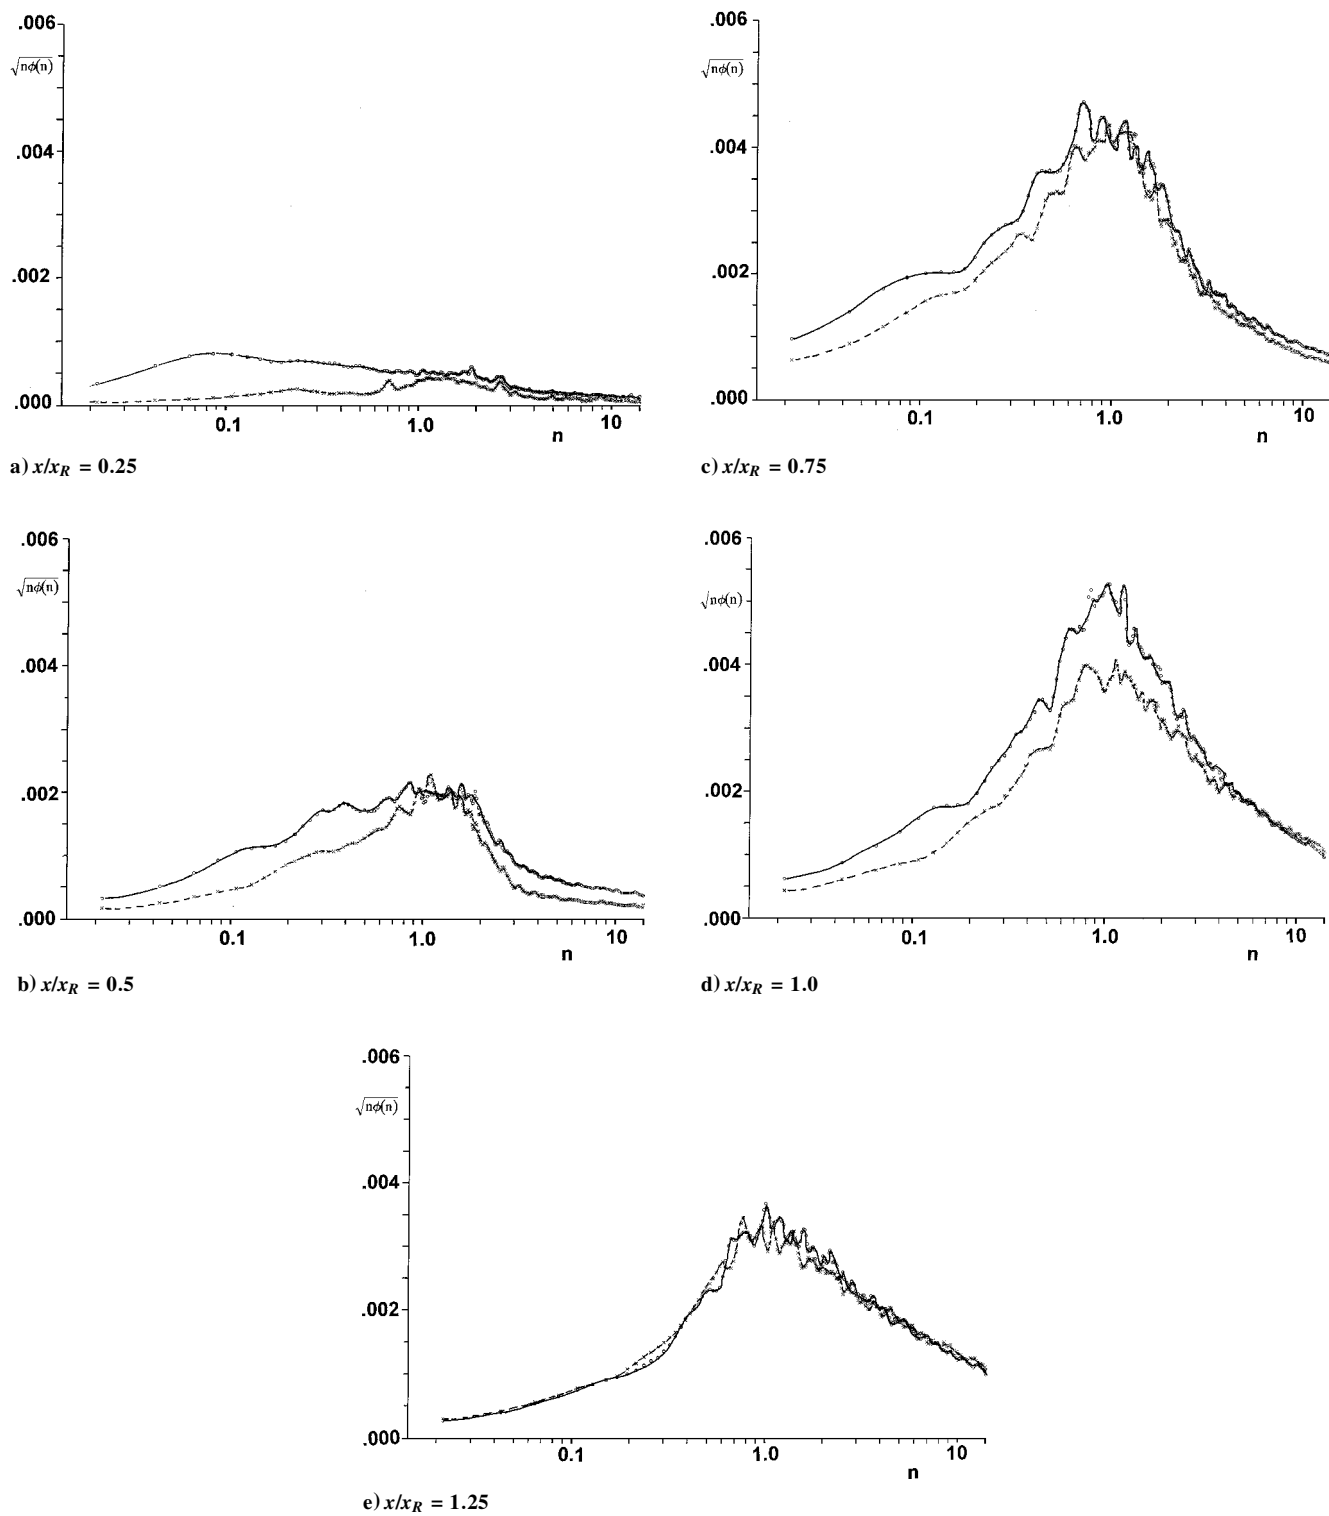 .006
√nϕ(n)
.004
.002
.000
0.1 1.0 10
n
a) x/x_R = 0.25
.006
√nϕ(n)
.004
.002
.000
0.1 1.0 10
n
c) x/x_R = 0.75
.006
√nϕ(n)
.004
.002
.000
0.1 1.0 10
n
b) x/x_R = 0.5
.006
√nϕ(n)
.004
.002
.000
0.1 1.0 10
n
d) x/x_R = 1.0
.006
√nϕ(n)
.004
.002
.000
0.1 1.0 10
n
e) x/x_R = 1.25